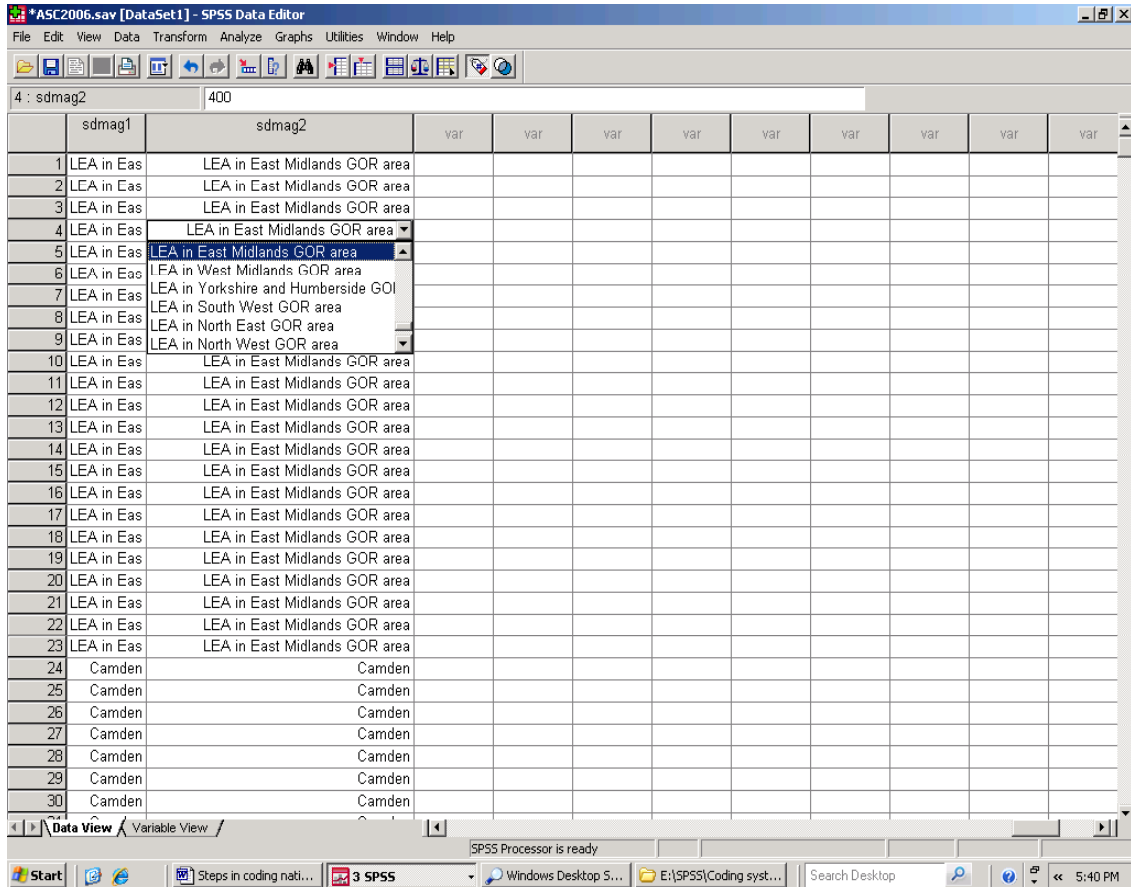 *ASC2006.sav [DataSet1] - SPSS Data Editor
File Edit View Data Transform Analyze Graphs Utilities Window Help
4 : sdmag2 400
sdmag1 sdmag2 var var var var var var var var var
1 LEA in Eas LEA in East Midlands GOR area
2 LEA in Eas LEA in East Midlands GOR area
3 LEA in Eas LEA in East Midlands GOR area
4 LEA in Eas LEA in East Midlands GOR area
5 LEA in Eas LEA in East Midlands GOR area
6 LEA in Eas LEA in West Midlands GOR area
7 LEA in Eas LEA in Yorkshire and Humberside GO
8 LEA in Eas LEA in South West GOR area
LEA in North East GOR area
9 LEA in Eas LEA in North West GOR area
10 LEA in Eas LEA in East Midlands GOR area
11 LEA in Eas LEA in East Midlands GOR area
12 LEA in Eas LEA in East Midlands GOR area
13 LEA in Eas LEA in East Midlands GOR area
14 LEA in Eas LEA in East Midlands GOR area
15 LEA in Eas LEA in East Midlands GOR area
16 LEA in Eas LEA in East Midlands GOR area
17 LEA in Eas LEA in East Midlands GOR area
18 LEA in Eas LEA in East Midlands GOR area
19 LEA in Eas LEA in East Midlands GOR area
20 LEA in Eas LEA in East Midlands GOR area
21 LEA in Eas LEA in East Midlands GOR area
22 LEA in Eas LEA in East Midlands GOR area
23 LEA in Eas LEA in East Midlands GOR area
24 Camden Camden
25 Camden Camden
26 Camden Camden
27 Camden Camden
28 Camden Camden
29 Camden Camden
30 Camden Camden
Data View Variable View
SPSS Processor is ready
Start Steps in coding nati... 3 SPSS Windows Desktop S... E:\SPSS\Coding syst... Search Desktop « 5:40 PM